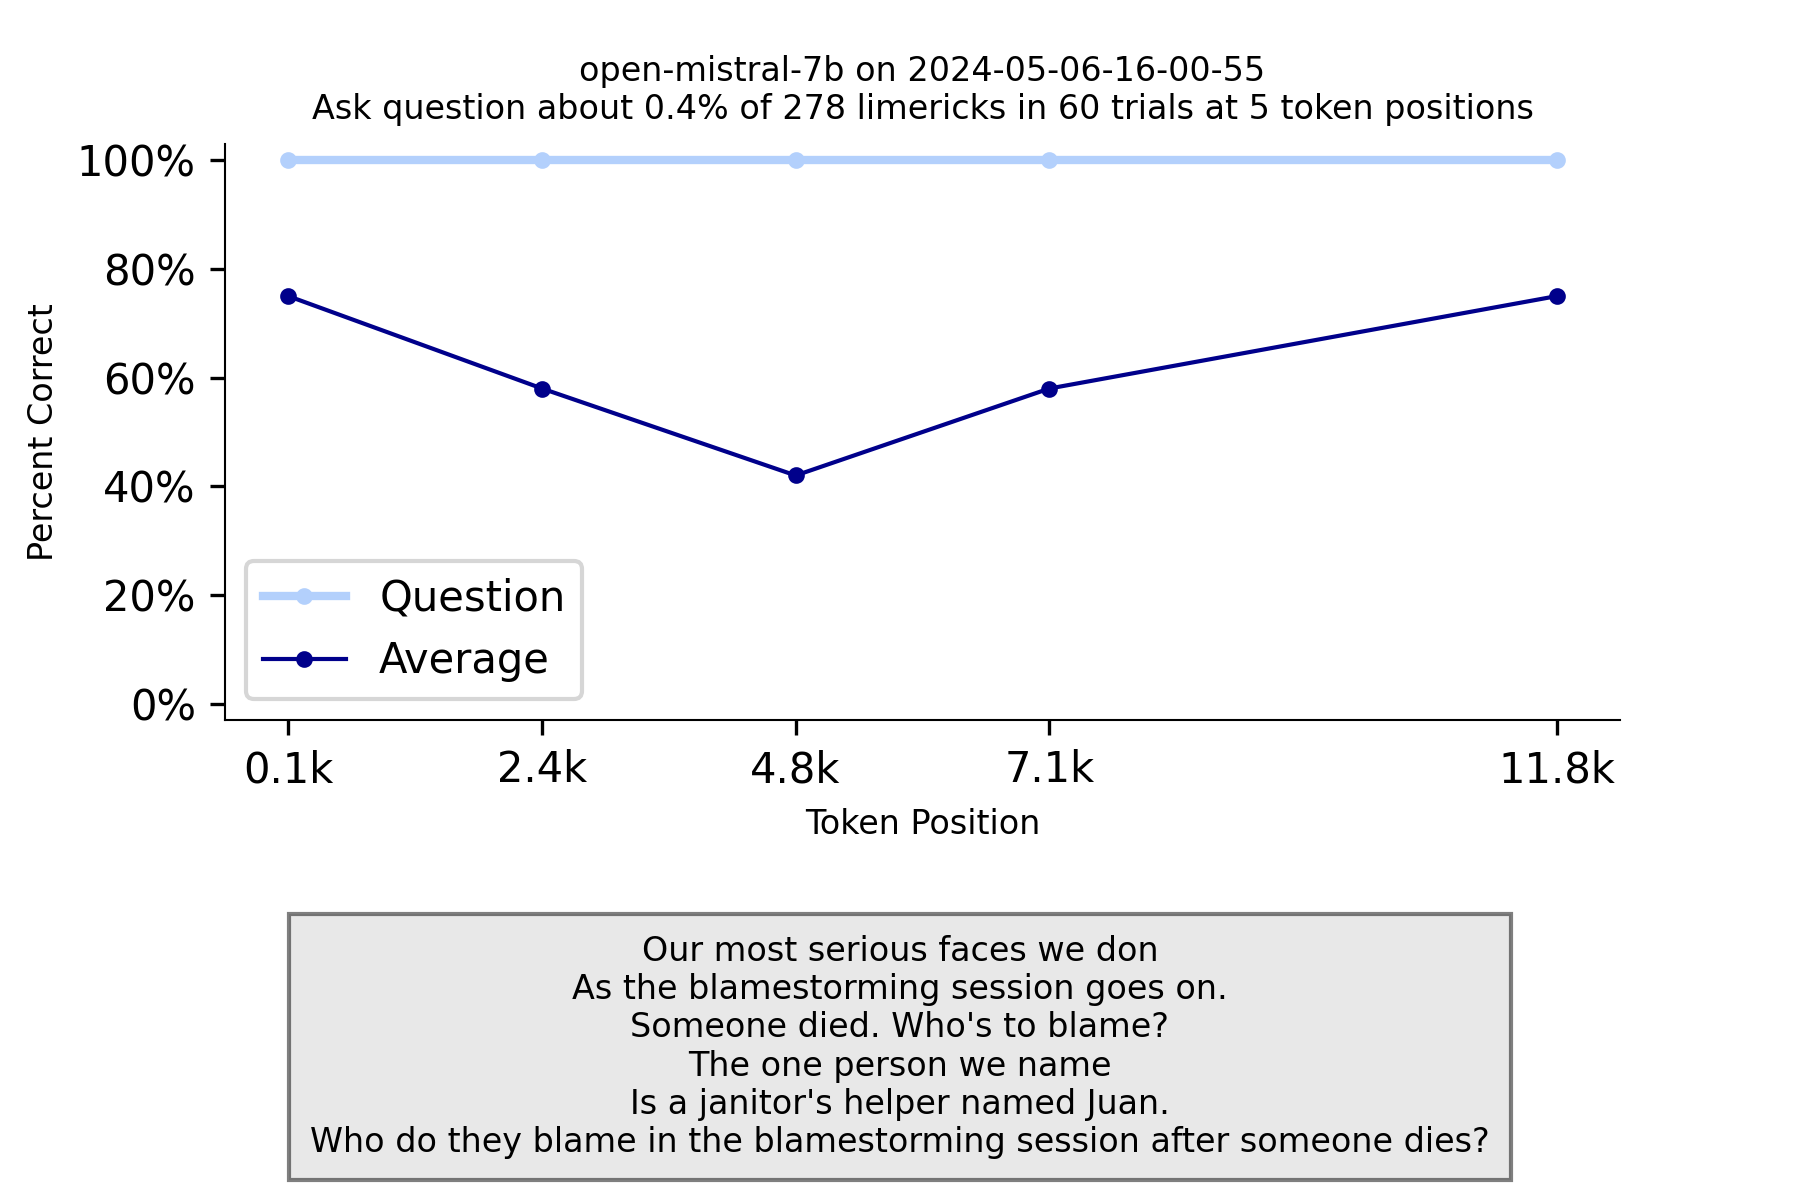 open-mistral-7b on 2024-05-06-16-00-55
Ask question about 0.4% of 278 limericks in 60 trials at 5 token positions
100%
80%
60%
40%
20%
0%
Percent Correct
Question
Average
0.1k
2.4k
4.8k
7.1k
11.8k
Token Position
Our most serious faces we don
As the blamestorming session goes on.
Someone died. Who's to blame?
The one person we name
Is a janitor's helper named Juan.
Who do they blame in the blamestorming session after someone dies?